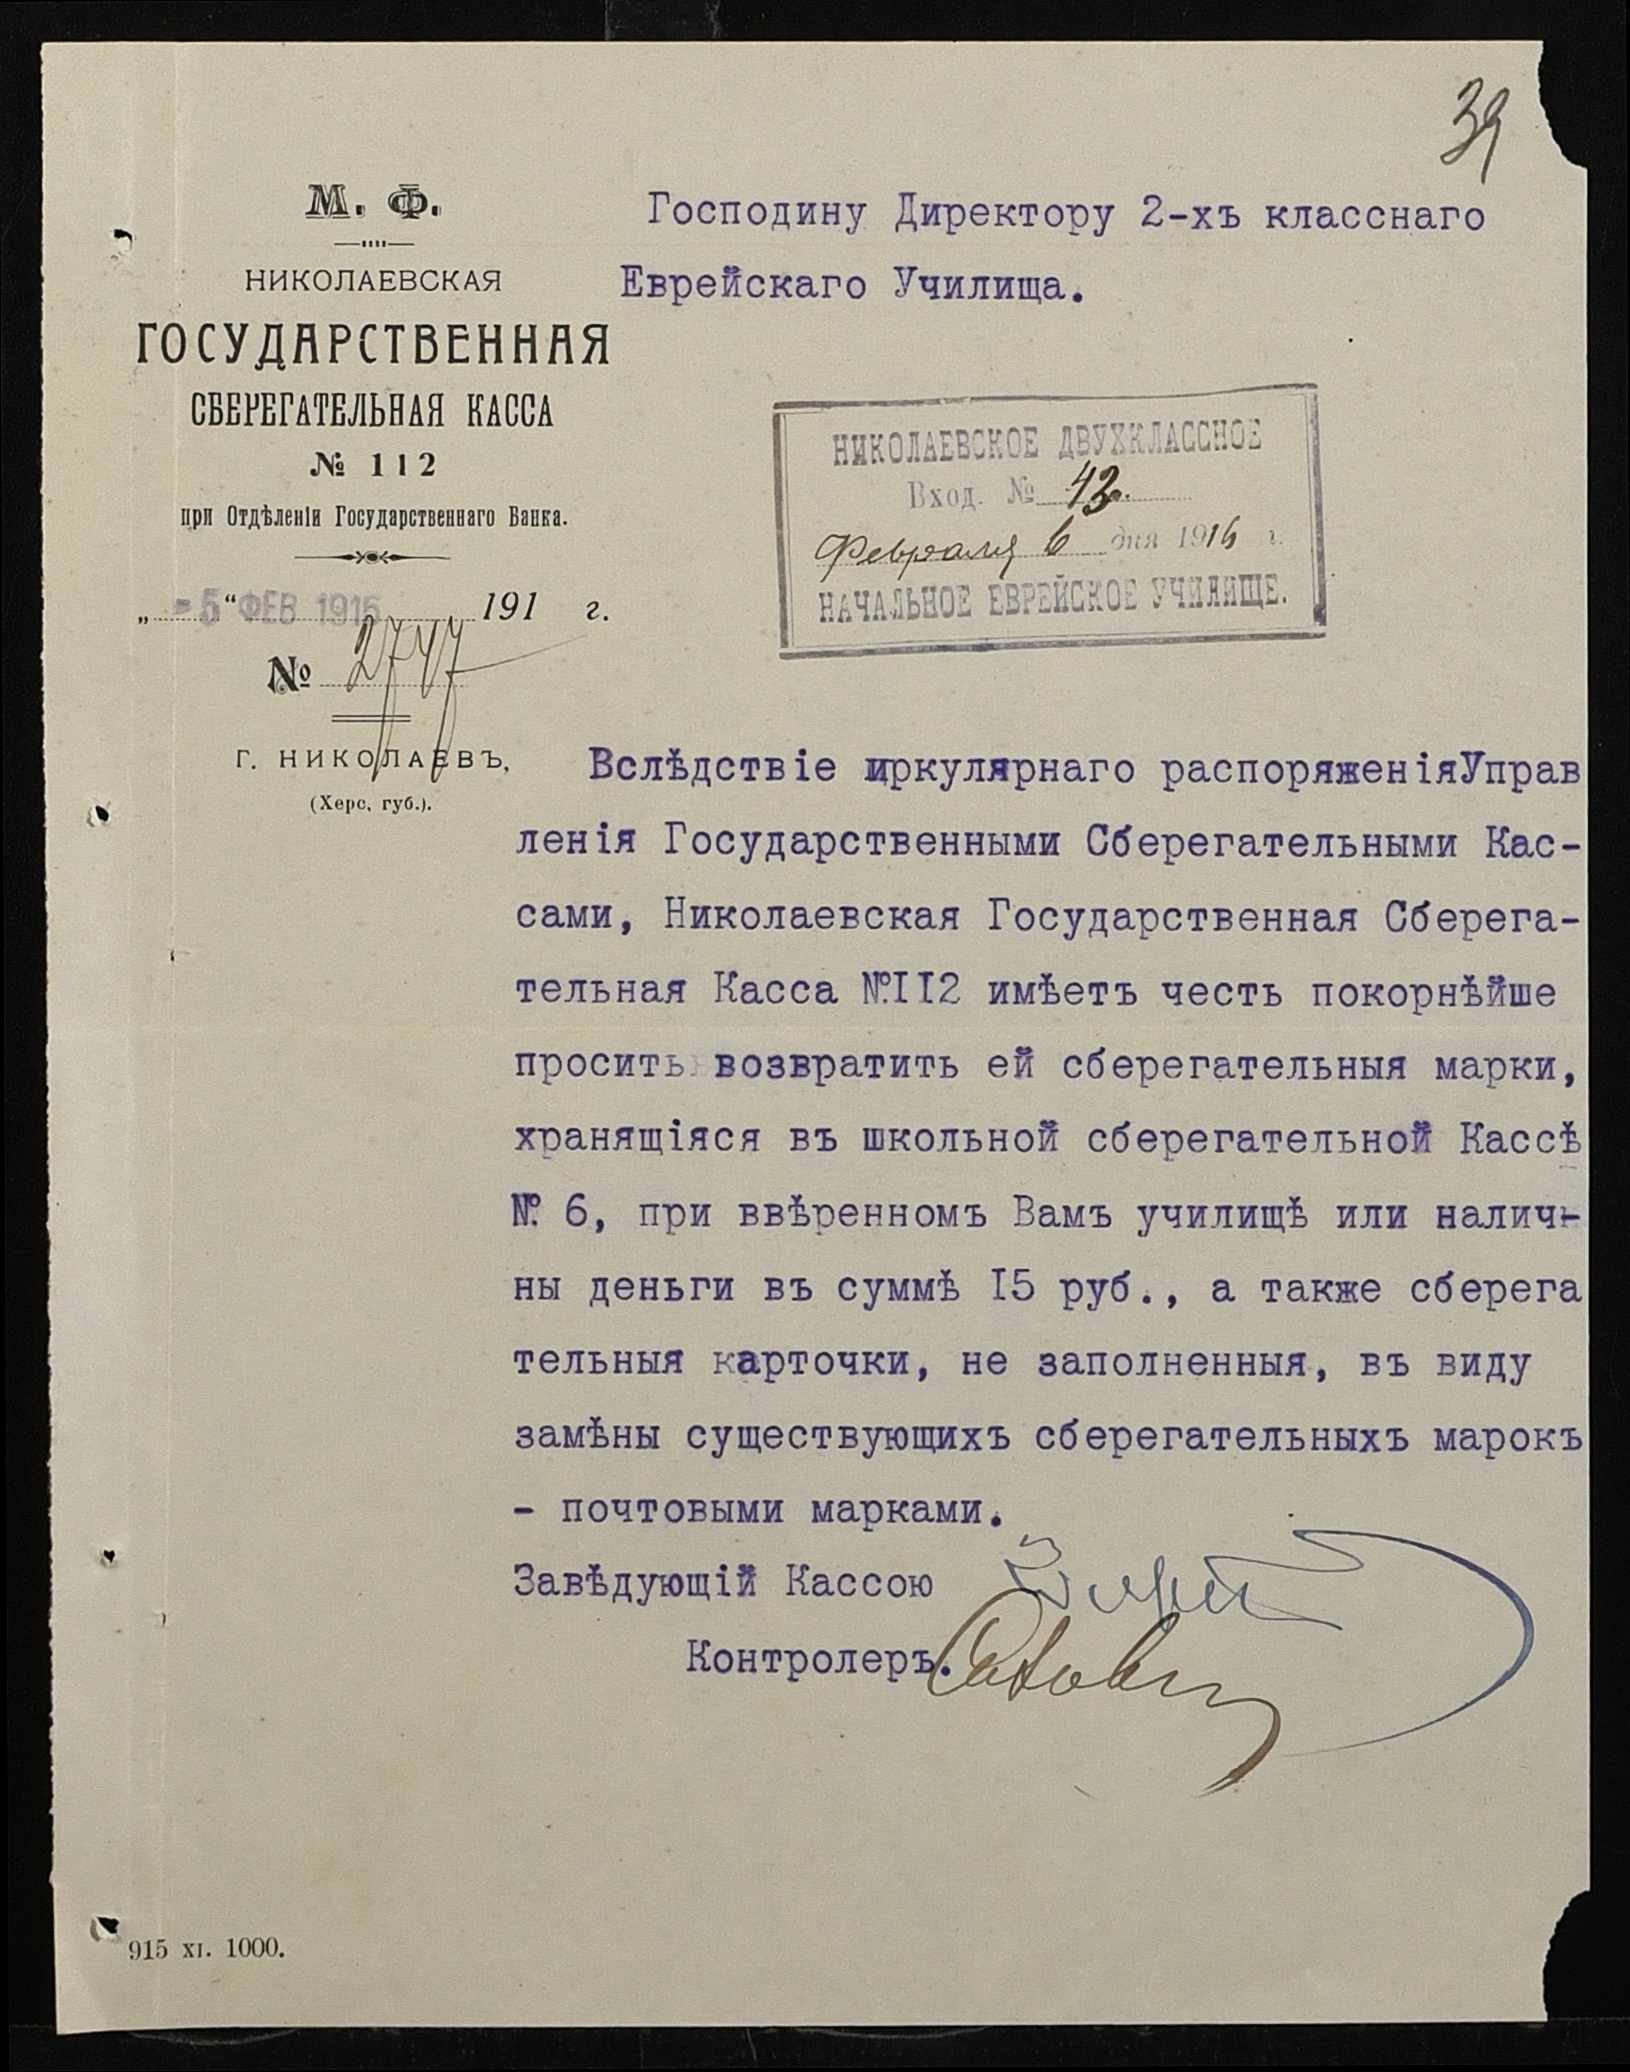 39
М. Ф.
НИКОЛАЕВСКАЯ
ГОСУДАРСТВЕННАЯ
СБЕРЕГАТЕЛЬНАЯ КАССА
№ 112
при Отдѣленіи Государственнаго Банка.
„ - 5 “ ФЕВ 1916 191 г.
№ 2747
Г. НИКОЛАЕВЪ,
(Херс. губ.).
Господину Директору 2-хъ класснаго
Еврейскаго Училища.
НИКОЛАЕВСКОЕ ДВУХКЛАССНОЕ
Вход. № 43.
Февраля 6 дня 1916 г.
НАЧАЛЬНОЕ ЕВРЕЙСКОЕ УЧИЛИЩЕ.
Вслѣдствіе иркулярнаго распоряженіяУправ
ленія Государственными Сберегательными Кас-
сами, Николаевская Государственная Сберега-
тельная Касса №112 имѣетъ честь покорнѣйше
просить возвратить ей сберегательныя марки,
хранящіяся въ школьной сберегательной Кассѣ
№ 6, при ввѣренномъ Вамъ училищѣ или налич-
ны деньги въ суммѣ 15 руб., а также сберега
тельныя карточки, не заполненныя, въ виду
замѣны существующихъ сберегательныхъ марокъ
- почтовыми марками.
Завѣдующій Кассою
Контролеръ.
915 XI. 1000.